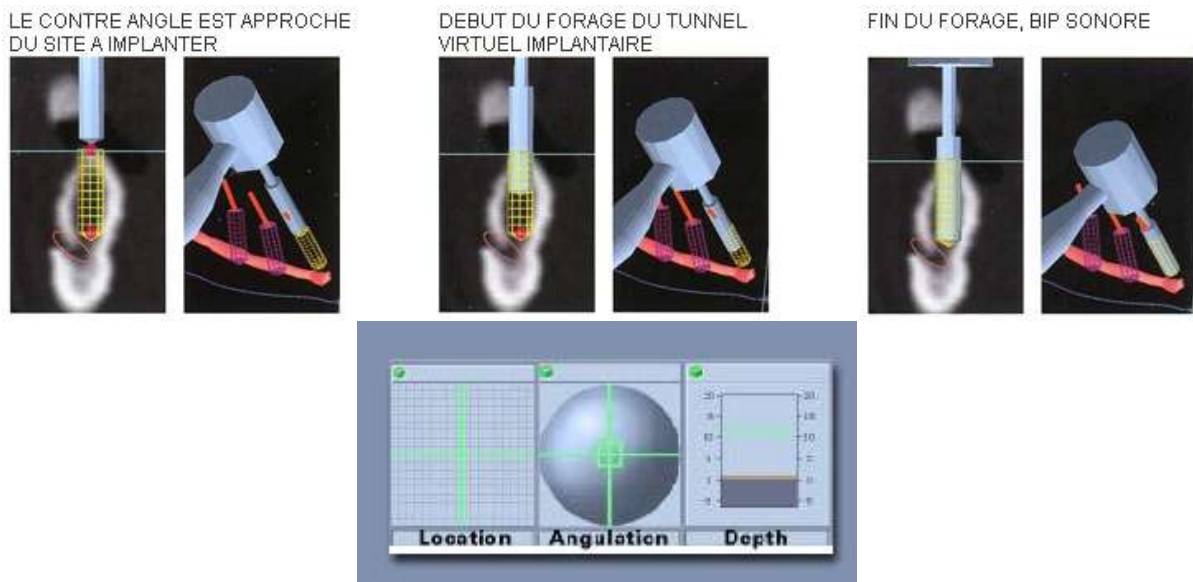 LE CONTRE ANGLE EST APPROCHE
DU SITE A IMPLANTER
DEBUT DU FORAGE DU TUNNEL
VIRTUEL IMPLANTAIRE
FIN DU FORAGE, BIP SONORE
Location
Angulation
Depth